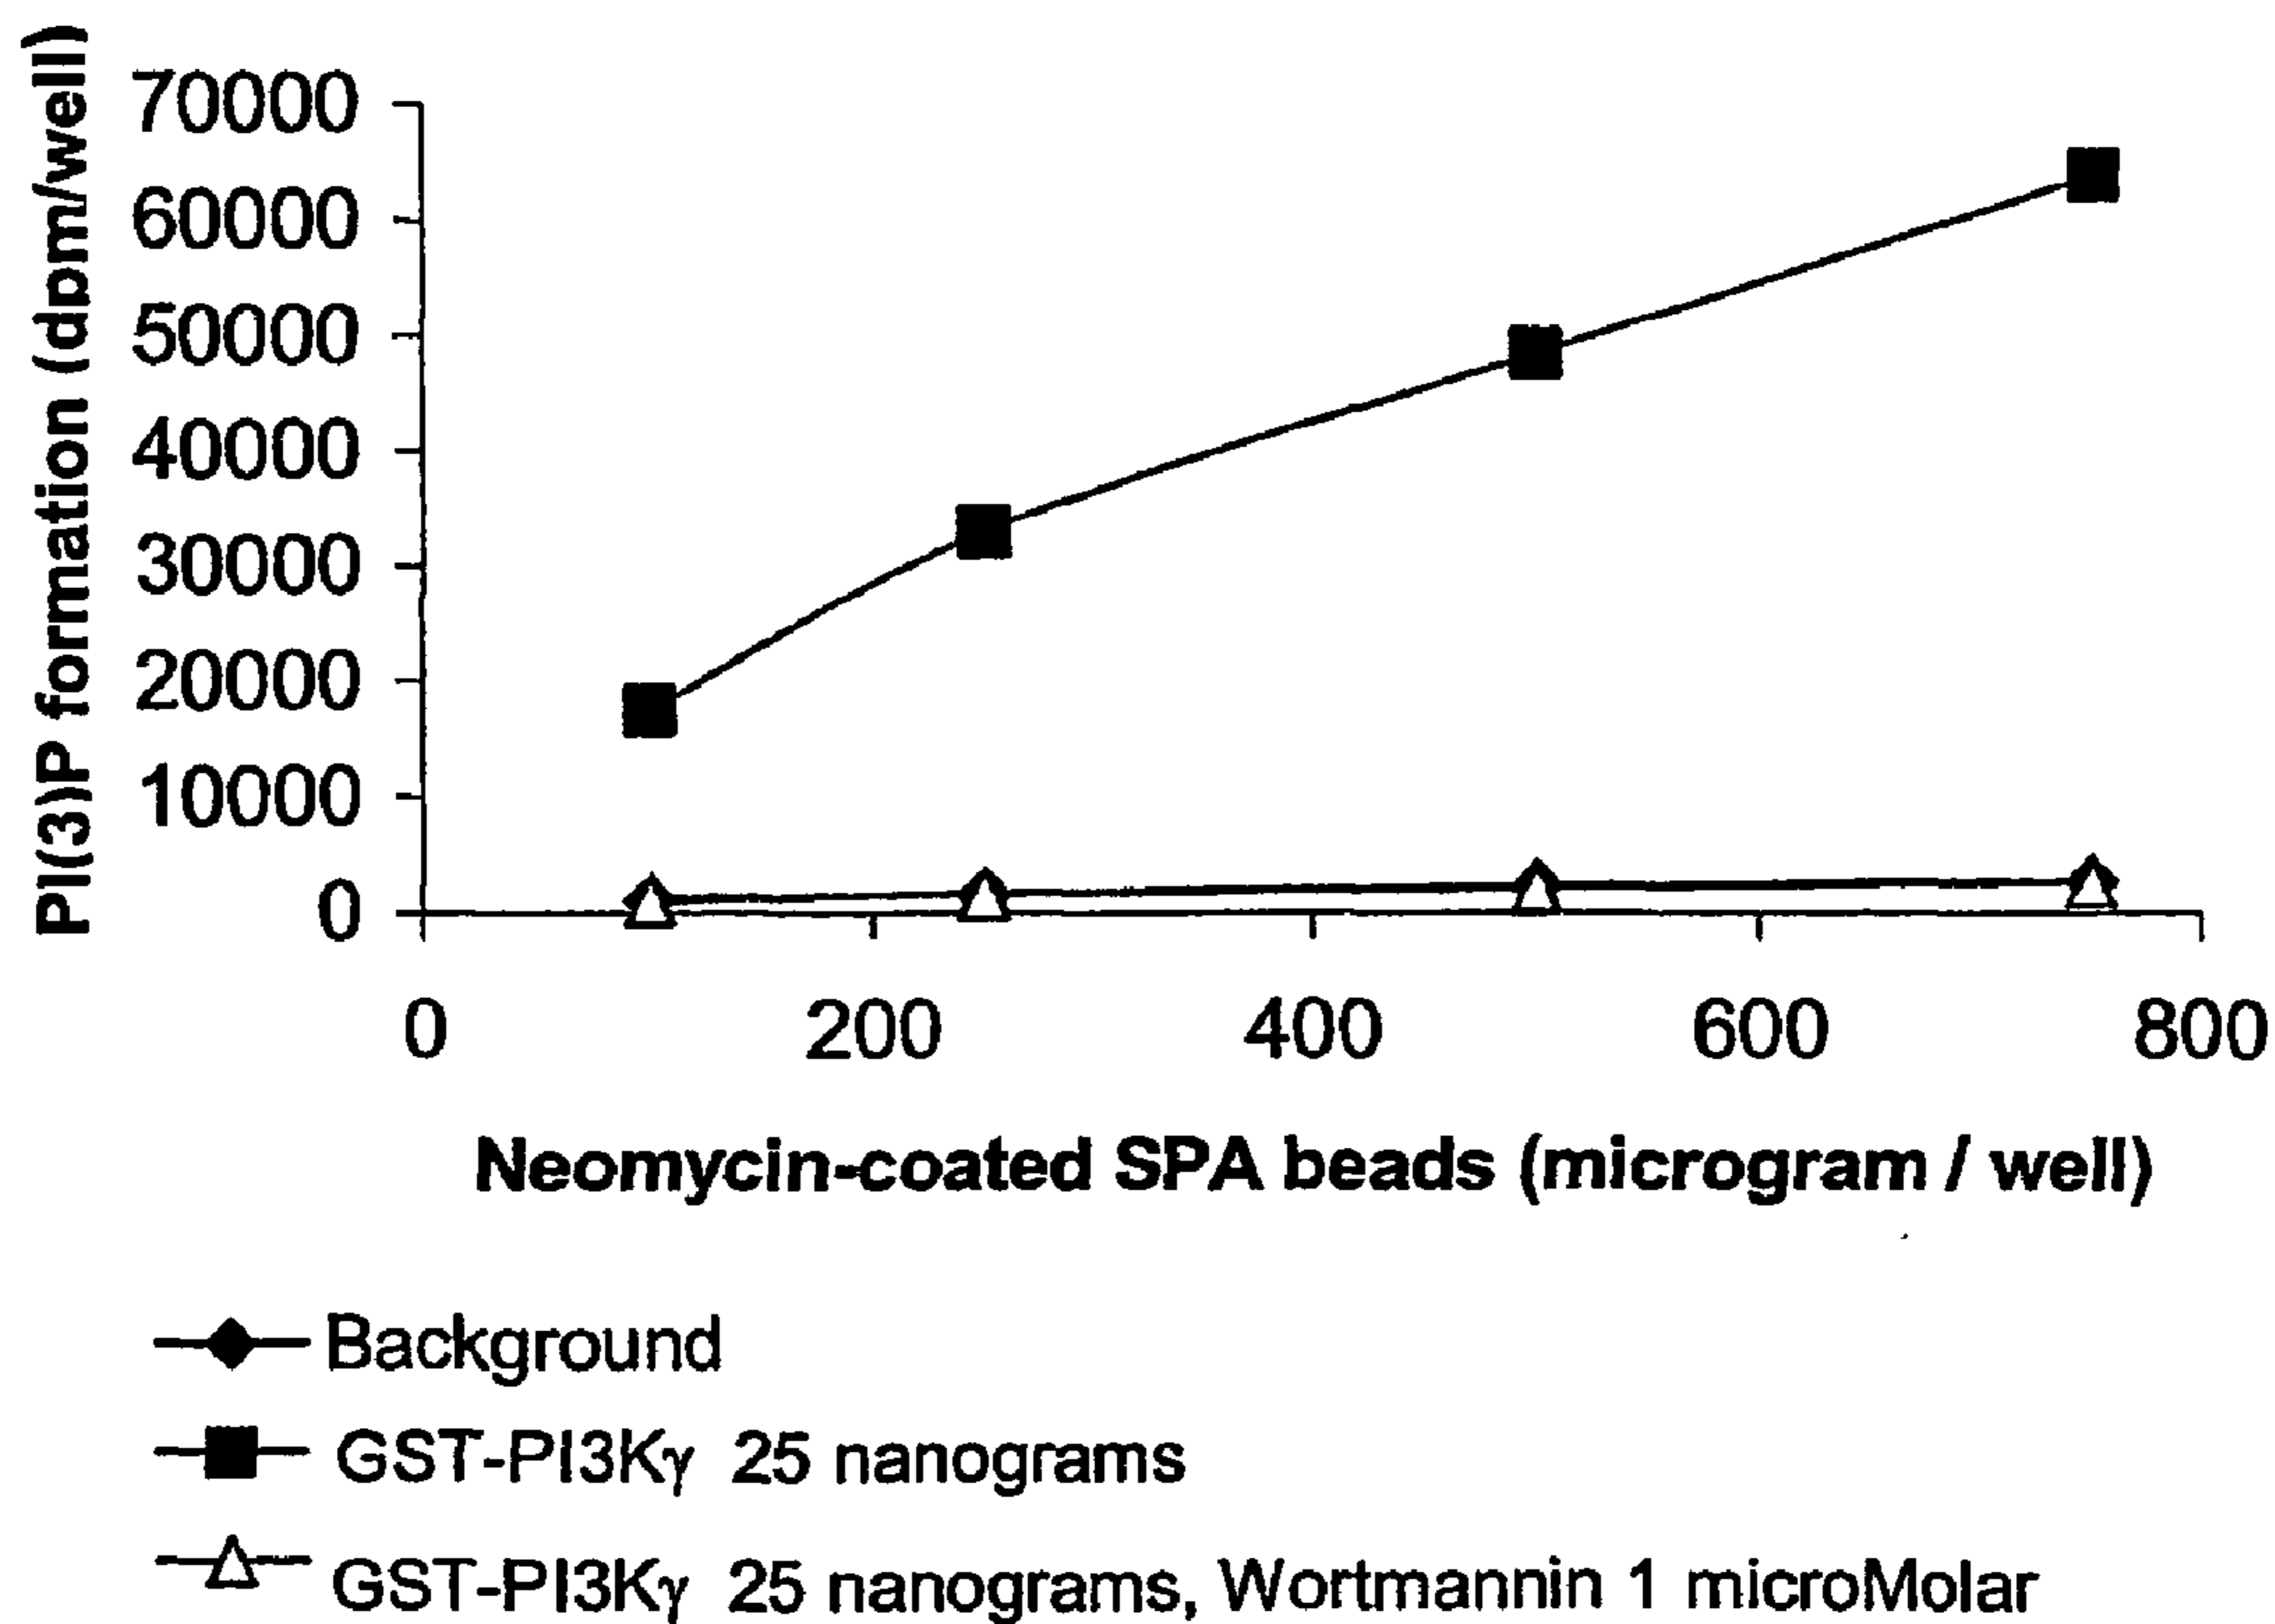 PI(3)P formation (dpm/well)
70000
60000
50000
40000
30000
20000
10000
0
0 200 400 600 800
Neomycin-coated SPA beads (microgram / well)
Background
GST-PI3Kγ 25 nanograms
GST-PI3Kγ 25 nanograms, Wortmannin 1 microMolar